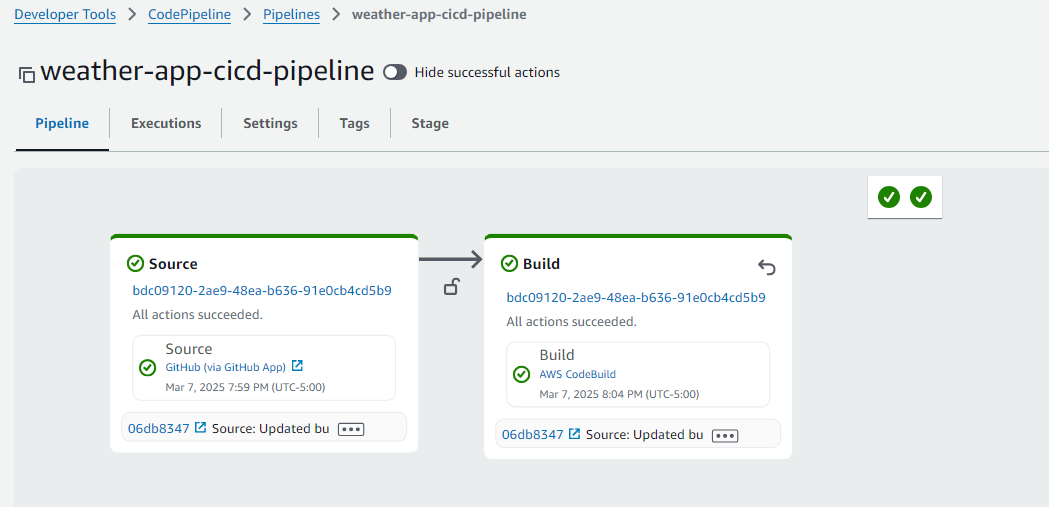 Developer Tools > CodePipeline > Pipelines > weather-app-cicd-pipeline
weather-app-cicd-pipeline Hide successful actions
Pipeline Executions Settings Tags Stage
Source
bdc09120-2ae9-48ea-b636-91e0cb4cd5b9
All actions succeeded.
Source
GitHub (via GitHub App)
Mar 7, 2025 7:59 PM (UTC-5:00)
06db8347 Source: Updated bu
Build
bdc09120-2ae9-48ea-b636-91e0cb4cd5b9
All actions succeeded.
Build
AWS CodeBuild
Mar 7, 2025 8:04 PM (UTC-5:00)
06db8347 Source: Updated bu